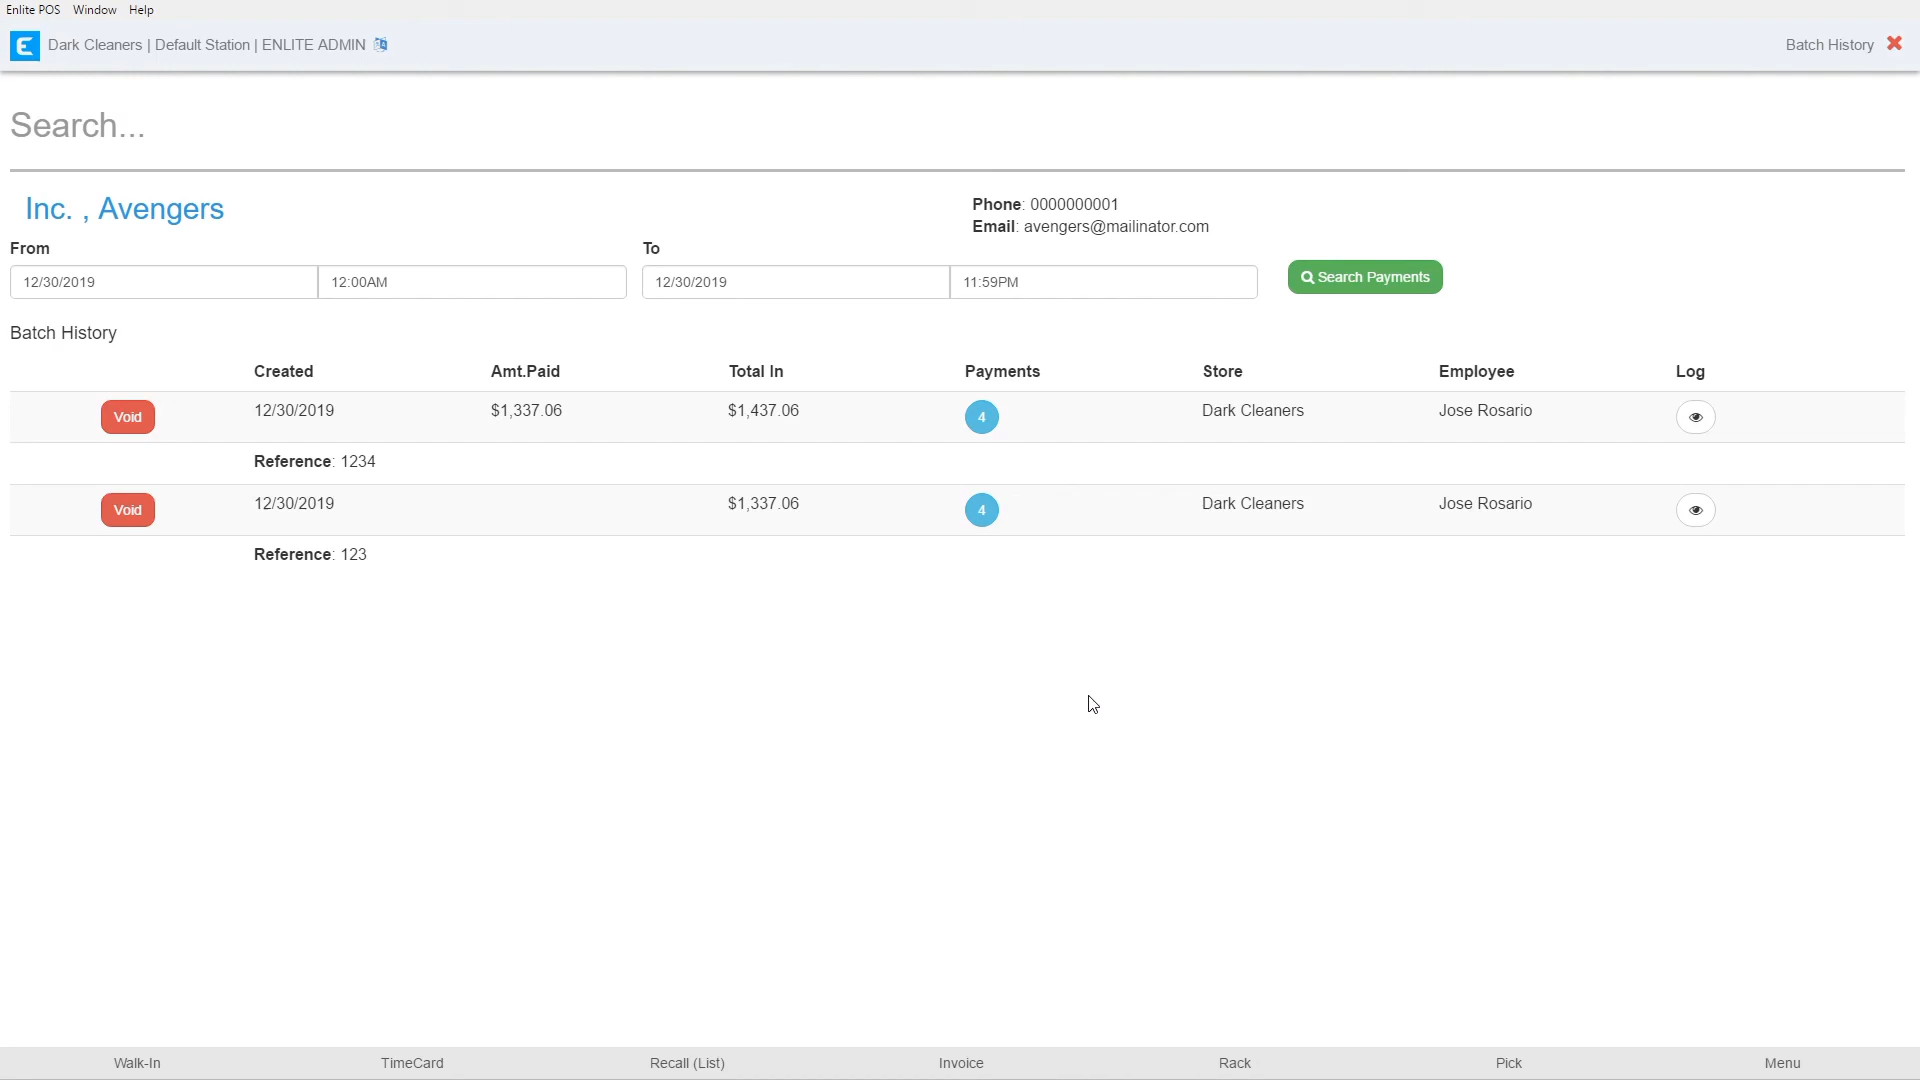 Enlite POS Window Help
E Dark Cleaners | Default Station | ENLITE ADMIN Batch History
Search...
Inc. , Avengers
Phone: 0000000001
Email: avengers@mailinator.com
From To
12/30/2019 12:00AM 12/30/2019 11:59PM Search Payments
Batch History
Created Amt.Paid Total In Payments Store Employee Log
Void 12/30/2019 $1,337.06 $1,437.06 4 Dark Cleaners Jose Rosario
Reference: 1234
Void 12/30/2019 $1,337.06 4 Dark Cleaners Jose Rosario
Reference: 123
Walk-In TimeCard Recall (List) Invoice Rack Pick Menu